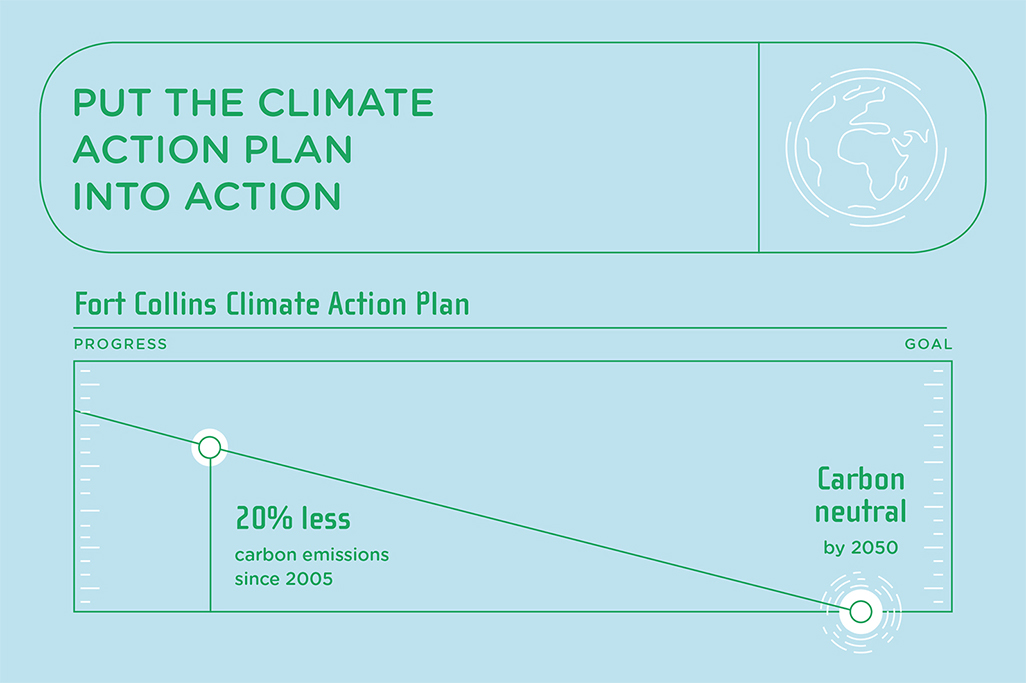 PUT THE CLIMATE
ACTION PLAN
INTO ACTION
Fort Collins Climate Action Plan
PROGRESS
GOAL
20% less
carbon emissions
since 2005
Carbon
neutral
by 2050